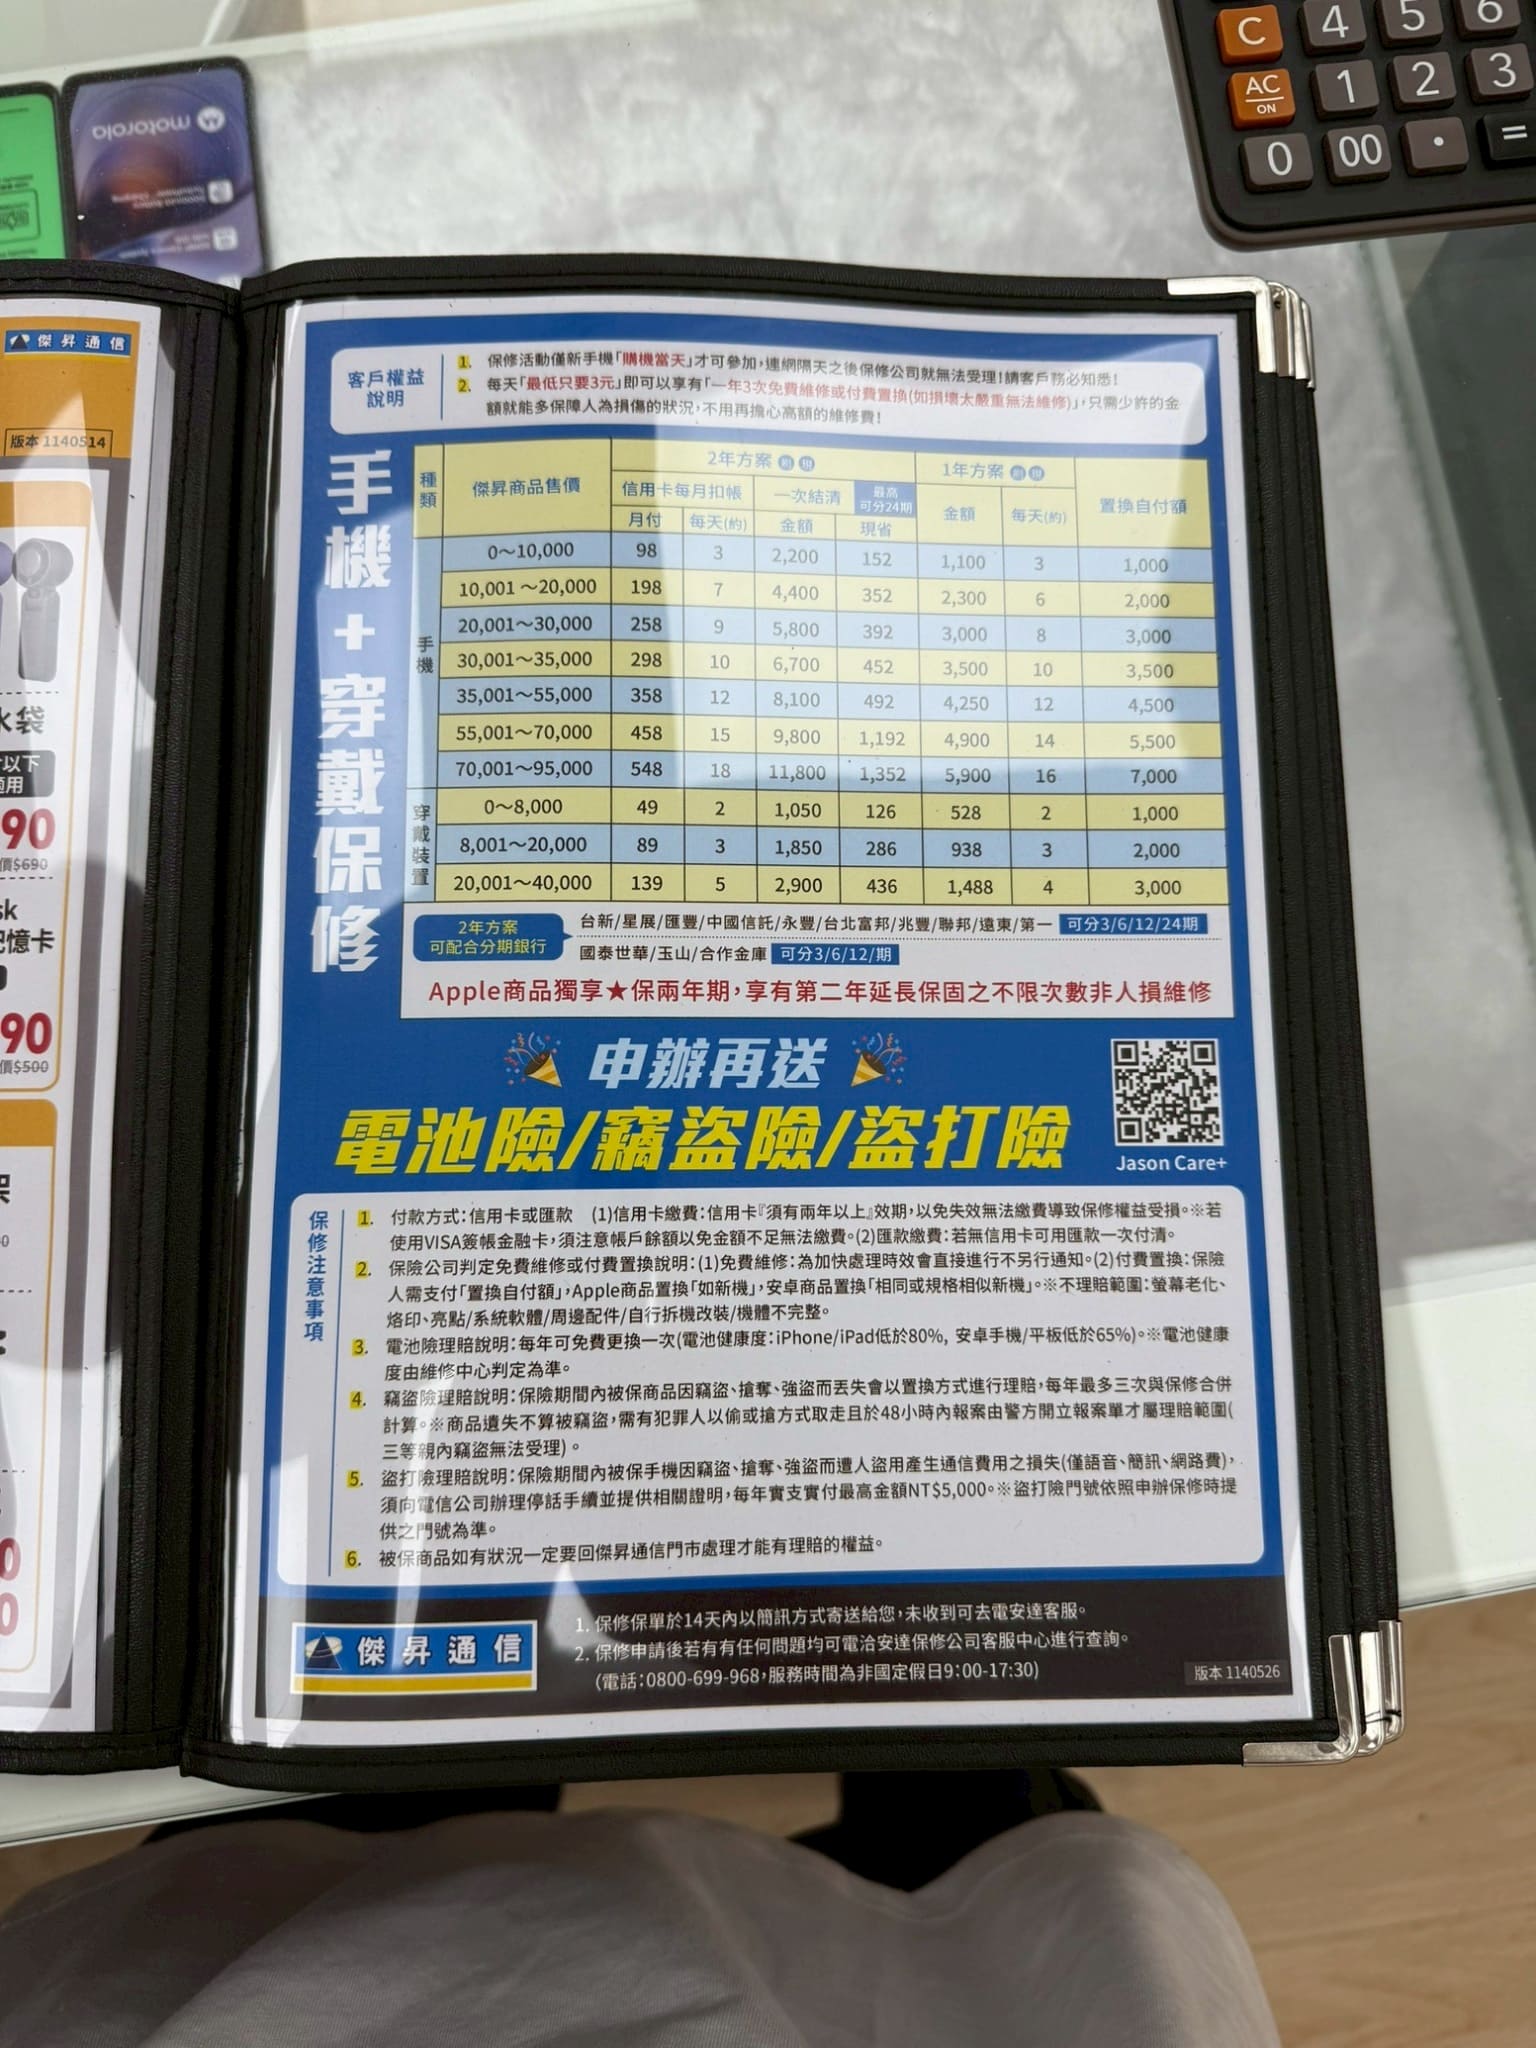 C 4 5 6
AC
ON
1 2 3
0 00 . =
motorola
傑昇通信
版本 1140514
水袋
以下
適用
90
價$690
sk
記憶卡
90
價$500
客戶權益
說明
1. 保修活動僅新手機「購機當天」才可參加，連網隔天之後保修公司就無法受理！請客戶務必知悉！
2. 每天「最低只要3元」即可以享有「一年3次免費維修或付費置換(如損壞太嚴重無法維修)」，只需少許的金
額就能多保障人為損傷的狀況，不用再擔心高額的維修費！
手機+穿戴保修
種類 傑昇商品售價 2年方案 1年方案 置換自付額
信用卡每月扣帳 一次結清 最高可分24期 金額 每天(約)
月付 每天(約) 金額 現省
手機
0～10,000 98 3 2,200 152 1,100 3 1,000
10,001～20,000 198 7 4,400 352 2,300 6 2,000
20,001～30,000 258 9 5,800 392 3,000 8 3,000
30,001～35,000 298 10 6,700 452 3,500 10 3,500
35,001～55,000 358 12 8,100 492 4,250 12 4,500
55,001～70,000 458 15 9,800 1,192 4,900 14 5,500
70,001～95,000 548 18 11,800 1,352 5,900 16 7,000
穿戴裝置
0～8,000 49 2 1,050 126 528 2 1,000
8,001～20,000 89 3 1,850 286 938 3 2,000
20,001～40,000 139 5 2,900 436 1,488 4 3,000
2年方案
可配合分期銀行
台新/星展/匯豐/中國信託/永豐/台北富邦/兆豐/聯邦/遠東/第一 可分3/6/12/24期
國泰世華/玉山/合作金庫 可分3/6/12/期
Apple商品獨享★保兩年期，享有第二年延長保固之不限次數非人損維修
申辦再送
電池險/竊盜險/盜打險
Jason Care+
保修注意事項
1. 付款方式：信用卡或匯款 (1)信用卡繳費：信用卡『須有兩年以上』效期，以免失效無法繳費導致保修權益受損。※若
使用VISA簽帳金融卡，須注意帳戶餘額以免金額不足無法繳費。(2)匯款繳費：若無信用卡可用匯款一次付清。
2. 保險公司判定免費維修或付費置換說明：(1)免費維修：為加快處理時效會直接進行不另行通知。(2)付費置換：保險
人需支付「置換自付額」，Apple商品置換「如新機」，安卓商品置換「相同或規格相似新機」。※不理賠範圍：螢幕老化、
烙印、亮點/系統軟體/周邊配件/自行拆機改裝/機體不完整。
3. 電池險理賠說明：每年可免費更換一次(電池健康度：iPhone/iPad低於80%, 安卓手機/平板低於65%)。※電池健康
度由維修中心判定為準。
4. 竊盜險理賠說明：保險期間內被保商品因竊盜、搶奪、強盜而丟失會以置換方式進行理賠，每年最多三次與保修合併
計算。※商品遺失不算被竊盜，需有犯罪人以偷或搶方式取走且於48小時內報案由警方開立報案單才屬理賠範圍(
三等親內竊盜無法受理)。
5. 盜打險理賠說明：保險期間內被保手機因竊盜、搶奪、強盜而遭人盜用產生通信費用之損失(僅語音、簡訊、網路費)，
須向電信公司辦理停話手續並提供相關證明，每年實支實付最高金額NT$5,000。※盜打險門號依照申辦保修時提
供之門號為準。
6. 被保商品如有狀況一定要回傑昇通信門市處理才能有理賠的權益。
傑昇通信
1. 保修保單於14天內以簡訊方式寄送給您，未收到可去電安達客服。
2. 保修申請後若有有任何問題均可電洽安達保修公司客服中心進行查詢。
(電話：0800-699-968，服務時間為非國定假日9：00-17:30)
版本 1140526